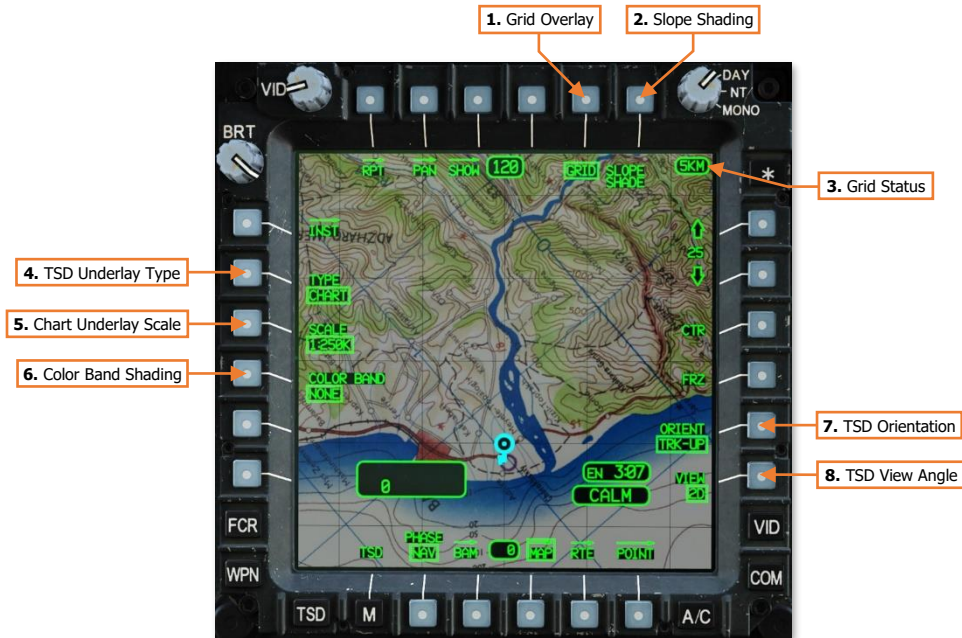 1. Grid Overlay
2. Slope Shading
VID
DAY
NT
MONO
BRT
RPT PAN SHOW 120 GRID SLOPE SHADE 5KM
*
3. Grid Status
INST
ADZHARO-IMER
25
4. TSD Underlay Type
TYPE
CHART
5. Chart Underlay Scale
SCALE
1:250K
CTR
6. Color Band Shading
COLOR BAND
NONE
FRZ
ORIENT
TRK-UP
7. TSD Orientation
0
EN 3:07
CALM
VIEW
2D
8. TSD View Angle
FCR
VID
PHASE
TSD NAV BAM 0 MAP RTE POINT
WPN
COM
TSD M A/C